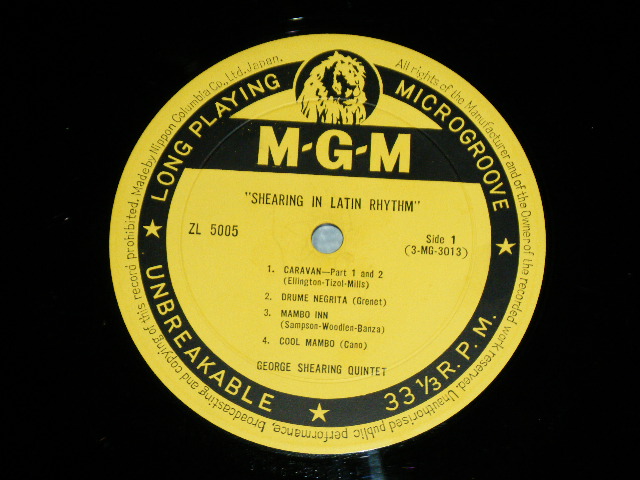 LONG PLAYING
MICROGROOVE
M-G-M
"SHEARING IN LATIN RHYTHM"
ZL 5005
Side 1
(3-MG-3013)
1. CARAVAN—Part 1 and 2
(Ellington-Tizol-Mills)
2. DRUME NEGRITA (Grenet)
3. MAMBO INN
(Sampson-Woodlen-Banza)
4. COOL MAMBO (Cano)
GEORGE SHEARING QUINTET
UNBREAKABLE
33 1/3 R.P.M.
Made by Nippon Columbia Co., Ltd. Japan.
All rights of the Manufacturer and of the Owner of the recorded work reserved. Unauthorised public performance, broadcasting and copying of this record prohibited.